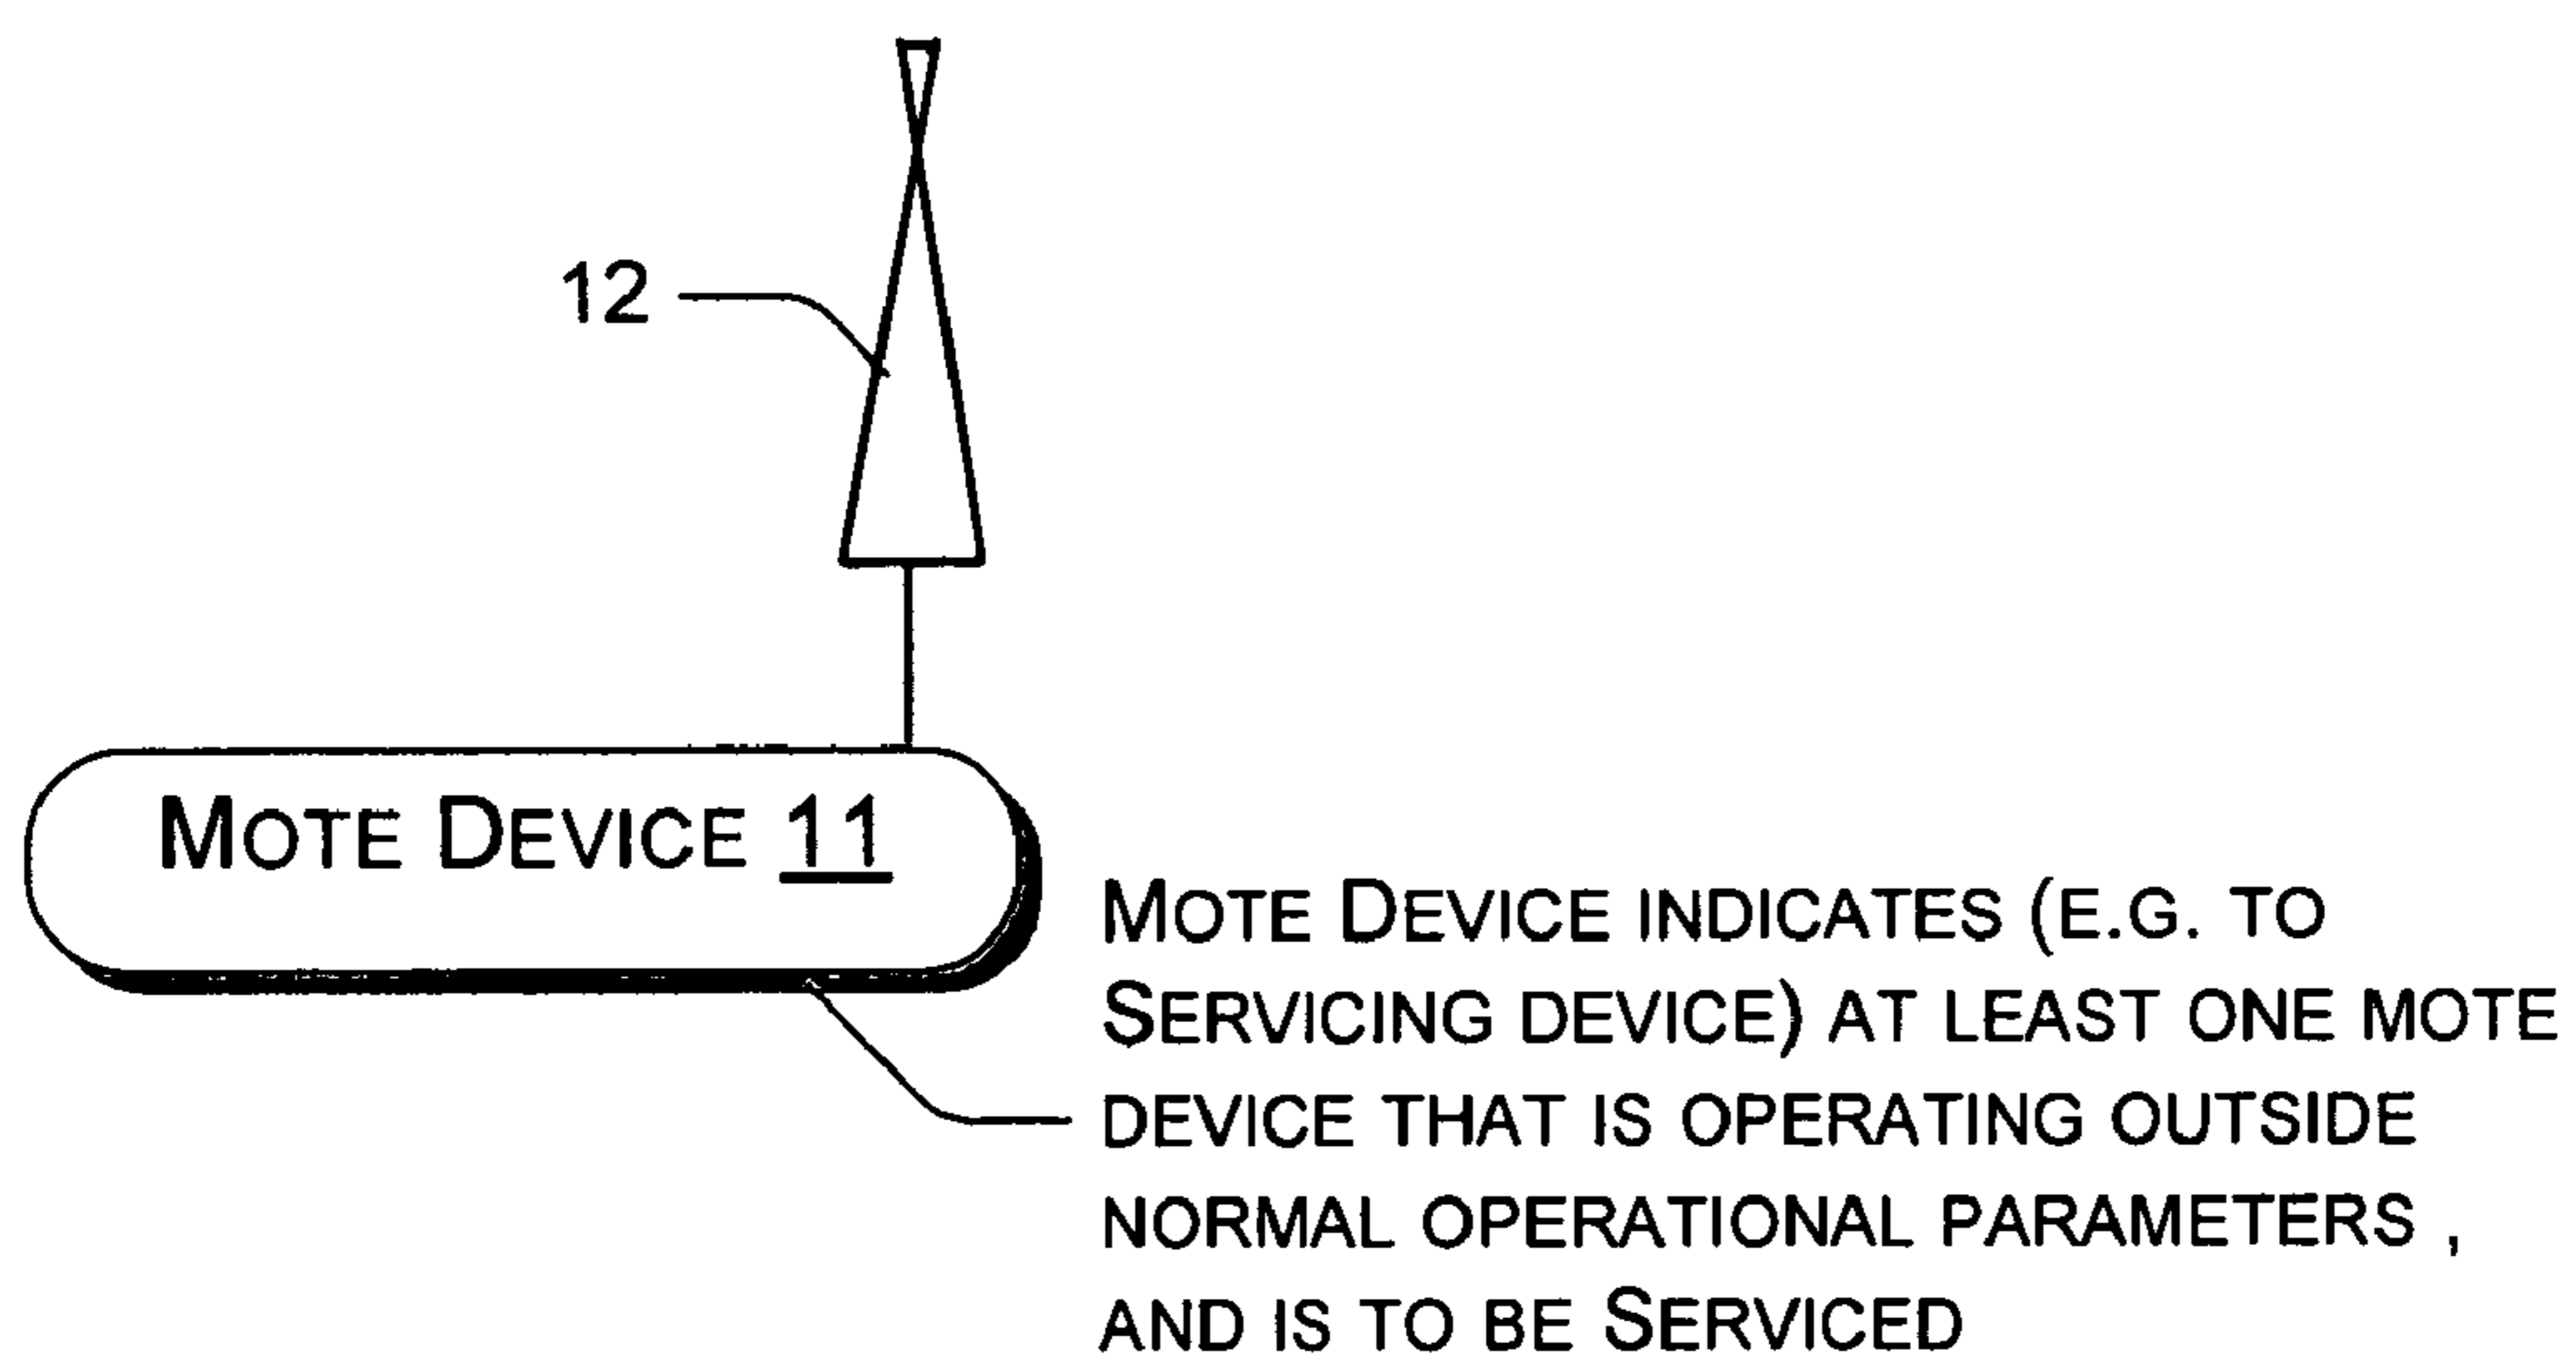 12
MOTE DEVICE 11
MOTE DEVICE INDICATES (E.G. TO
SERVICING DEVICE) AT LEAST ONE MOTE
DEVICE THAT IS OPERATING OUTSIDE
NORMAL OPERATIONAL PARAMETERS ,
AND IS TO BE SERVICED